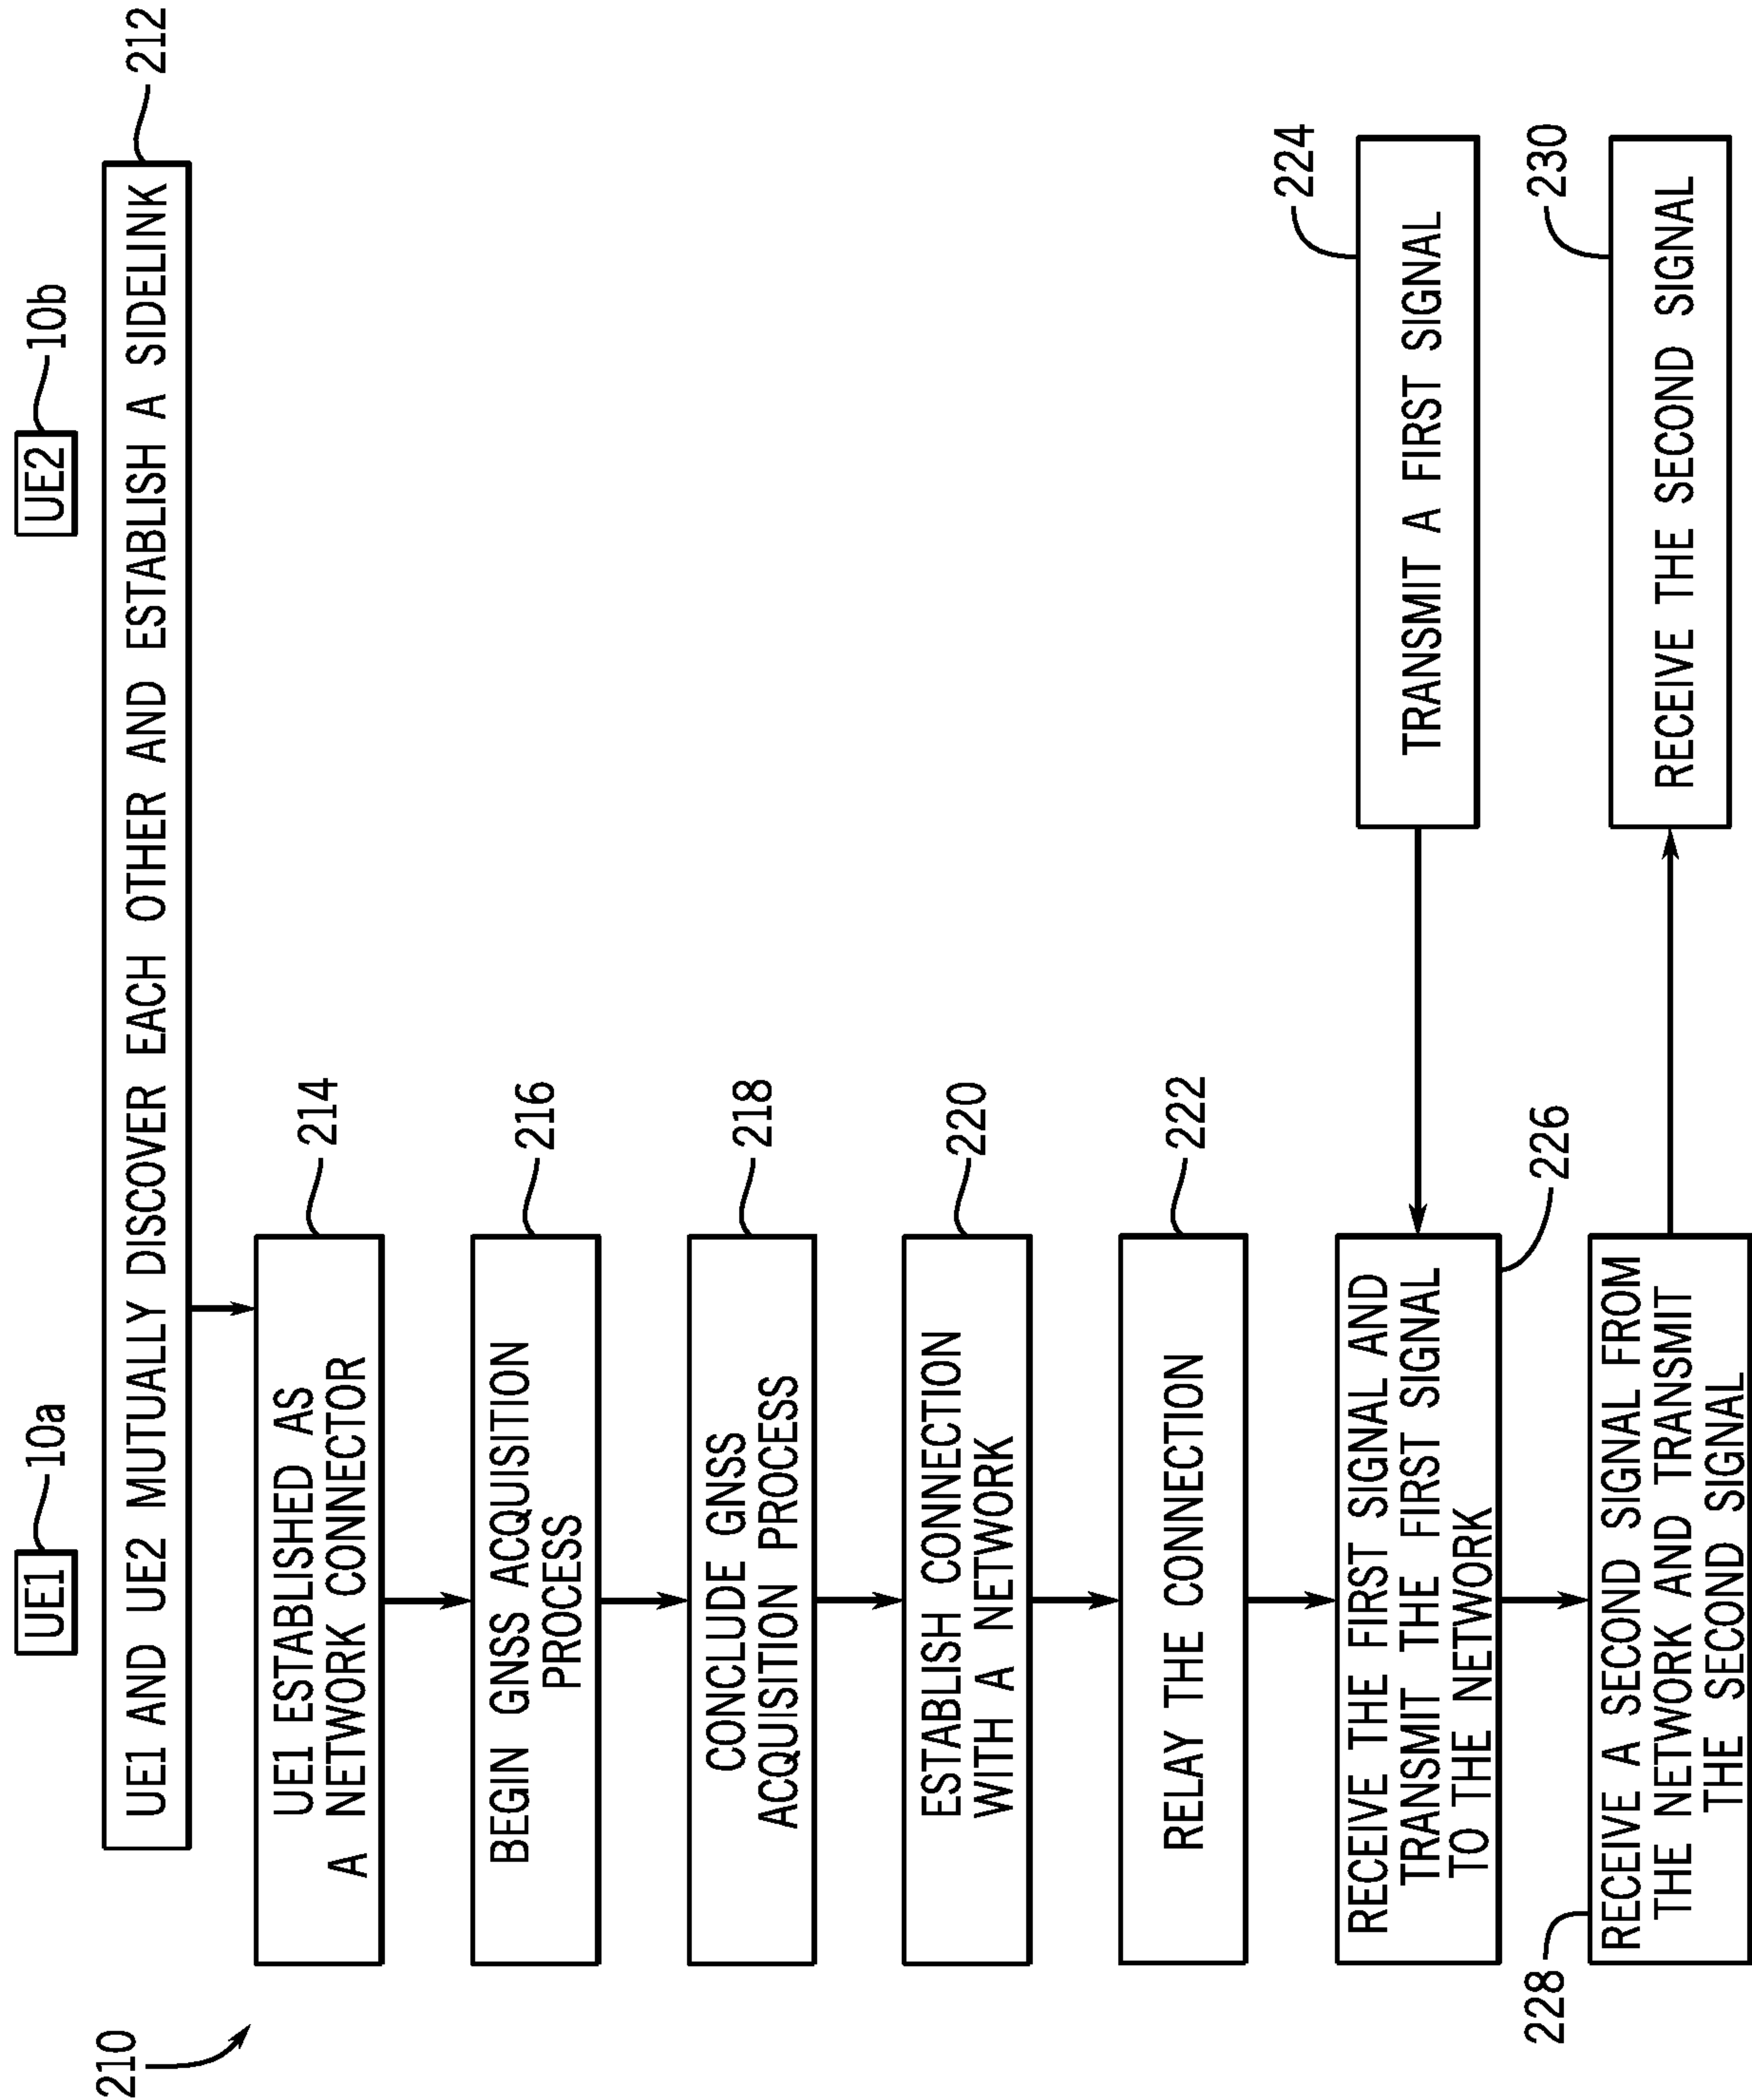 210
UE1
10a
UE2
10b
UE1 AND UE2 MUTUALLY DISCOVER EACH OTHER AND ESTABLISH A SIDELINK
212
UE1 ESTABLISHED AS
A NETWORK CONNECTOR
214
BEGIN GNSS ACQUISITION
PROCESS
216
CONCLUDE GNSS
ACQUISITION PROCESS
218
ESTABLISH CONNECTION
WITH A NETWORK
220
RELAY THE CONNECTION
222
TRANSMIT A FIRST SIGNAL
224
RECEIVE THE FIRST SIGNAL AND
TRANSMIT THE FIRST SIGNAL
TO THE NETWORK
226
228
RECEIVE A SECOND SIGNAL FROM
THE NETWORK AND TRANSMIT
THE SECOND SIGNAL
RECEIVE THE SECOND SIGNAL
230